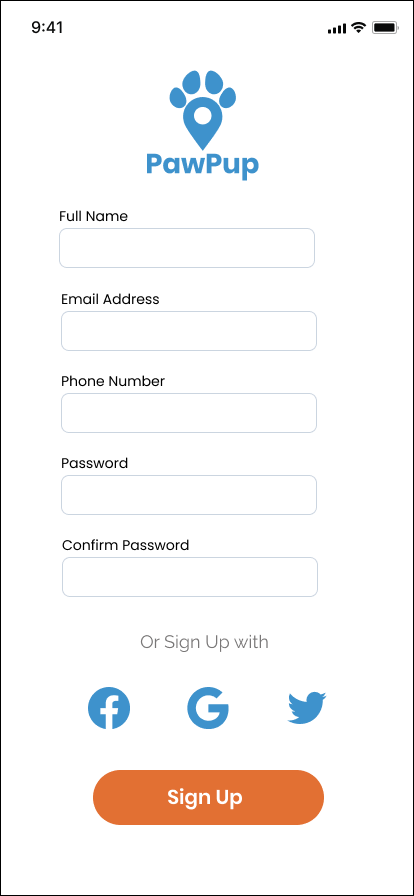 9:41
PawPup
Full Name
Email Address
Phone Number
Password
Confirm Password
Or Sign Up with
Sign Up